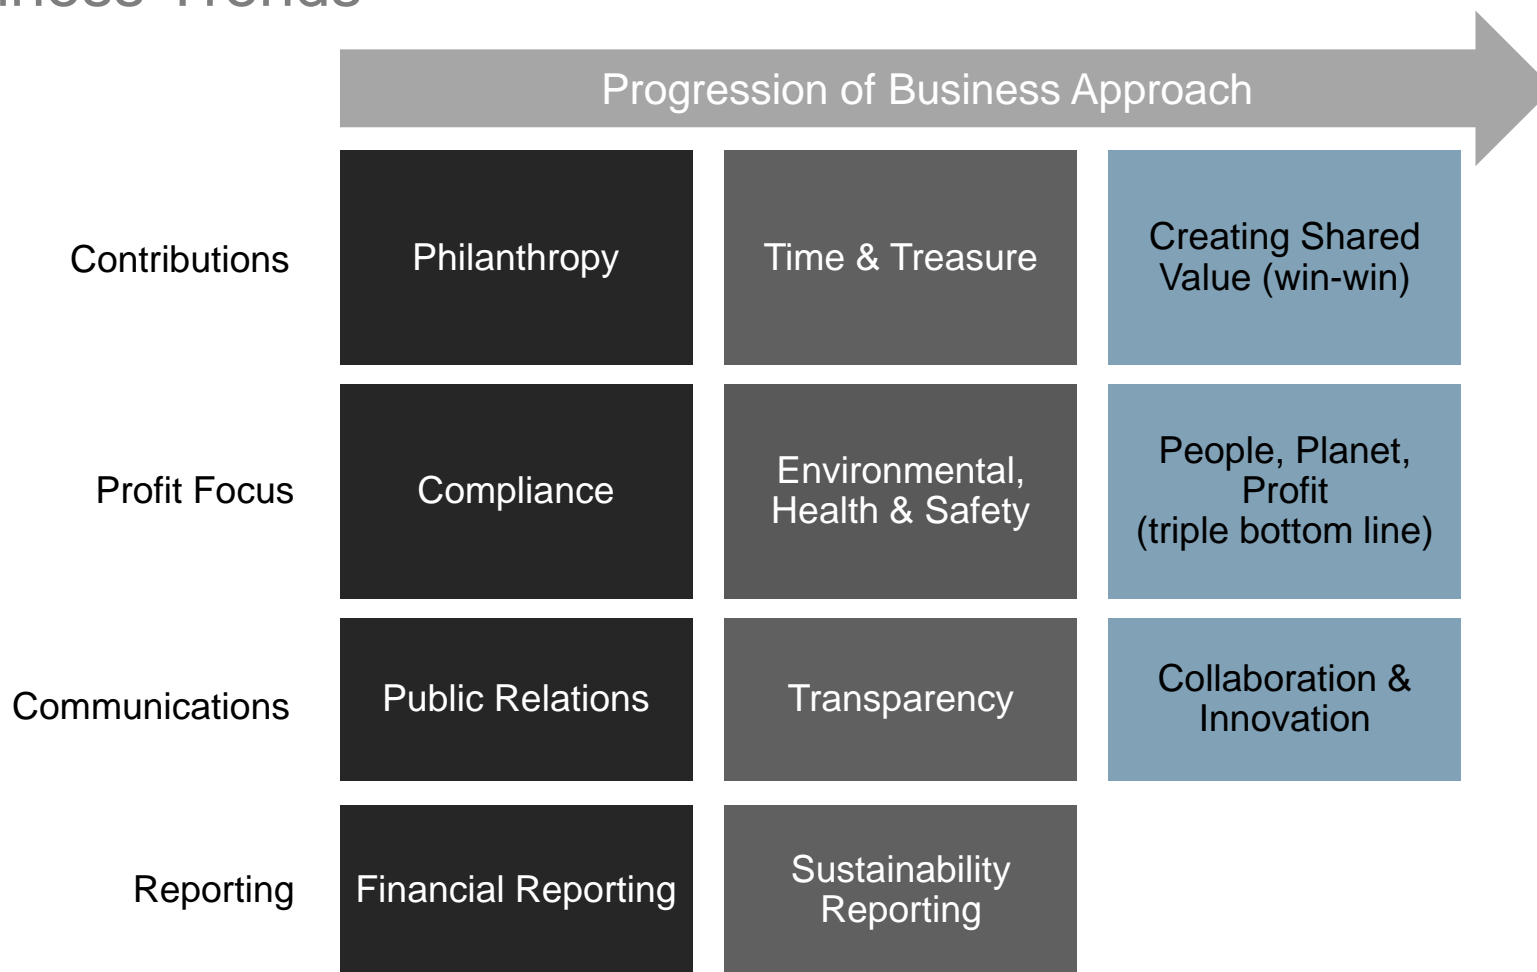 Trends
Progression of Business Approach
Contributions
Philanthropy
Time & Treasure
Creating Shared
Value (win-win)
Profit Focus
Compliance
Environmental,
Health & Safety
People, Planet,
Profit
(triple bottom line)
Communications
Public Relations
Transparency
Collaboration &
Innovation
Reporting
Financial Reporting
Sustainability
Reporting